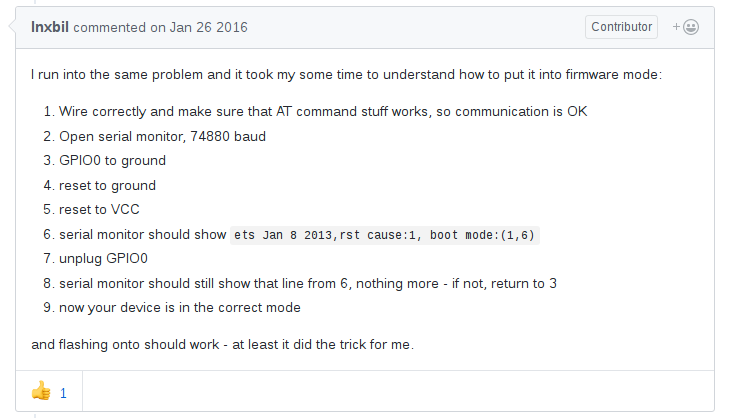 lnxbil commented on Jan 26 2016 Contributor +
I run into the same problem and it took my some time to understand how to put it into firmware mode:
1. Wire correctly and make sure that AT command stuff works, so communication is OK
2. Open serial monitor, 74880 baud
3. GPIO0 to ground
4. reset to ground
5. reset to VCC
6. serial monitor should show ets Jan 8 2013,rst cause:1, boot mode:(1,6)
7. unplug GPIO0
8. serial monitor should still show that line from 6, nothing more - if not, return to 3
9. now your device is in the correct mode
and flashing onto should work - at least it did the trick for me.
1